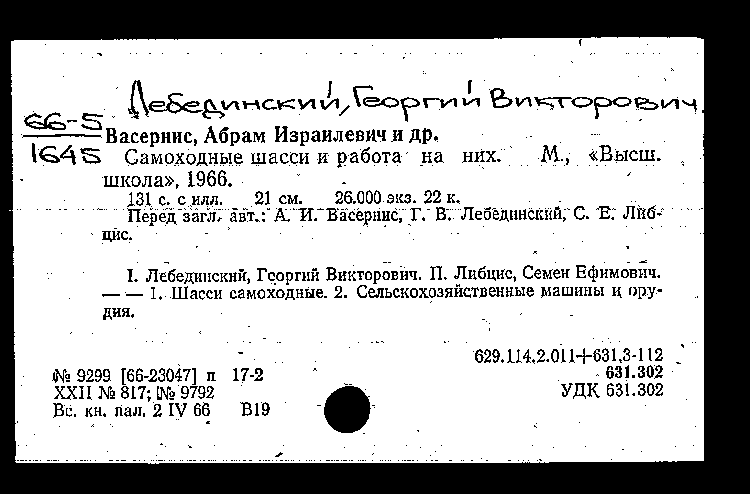 Лебединский, Георгий Викторович.
66-5
1645
Васернис, Абрам Израилевич и др.
Самоходные шасси и работа на них. М., «Высш.
школа», 1966.
131 с. с илл. 21 см. 26.000 экз. 22 к.
Перед загл. авт.: А. И. Васернис, Г. В. Лебединский, С. Е. Либ-
цис.
I. Лебединский, Георгий Викторович. II. Либцис, Семен Ефимович.
— — 1. Шасси самоходные. 2. Сельскохозяйственные машины и ору-
дия.
629.114.2.011+631.3-112
№ 9299 [66-23047] п 17-2 631.302
XXII № 817; № 9792 УДК 631.302
Вс. кн. пал. 2 IV 66 В19